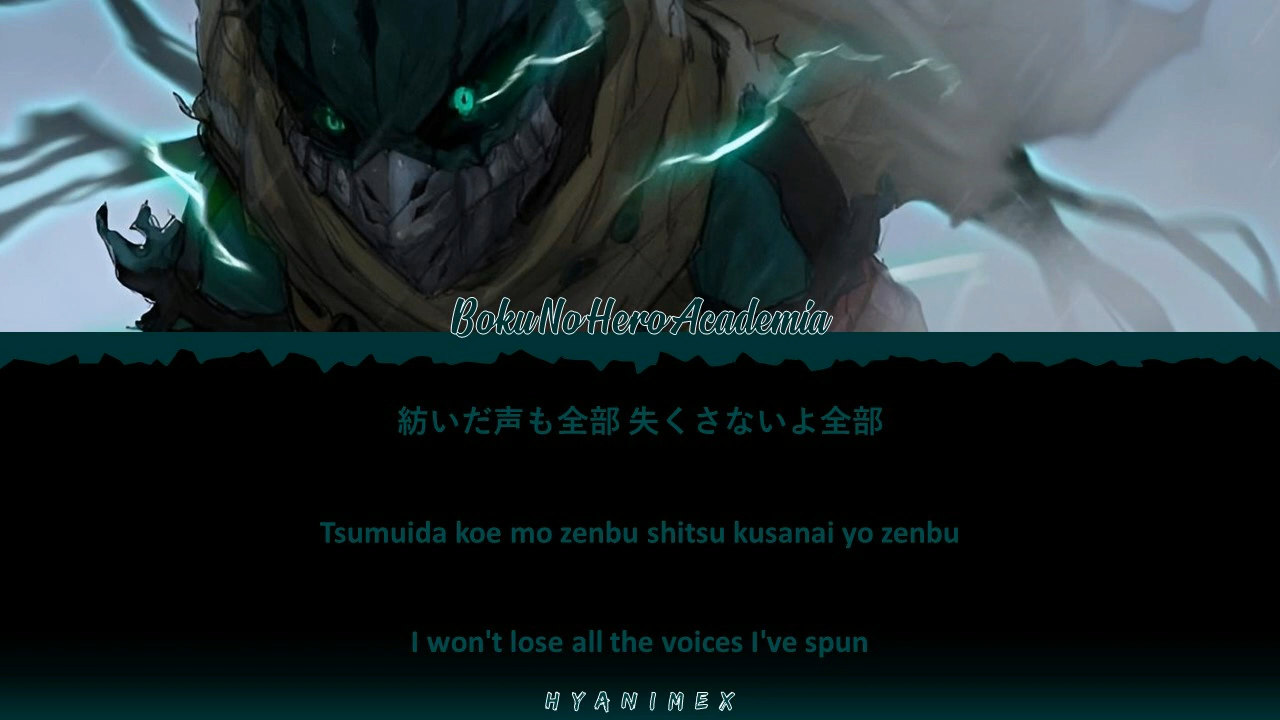 BokuNoHeroAcademia
紡いだ声も全部 失くさないよ全部
Tsumuida koe mo zenbu shitsu kusanai yo zenbu
I won't lose all the voices I've spun
HYANIMEX